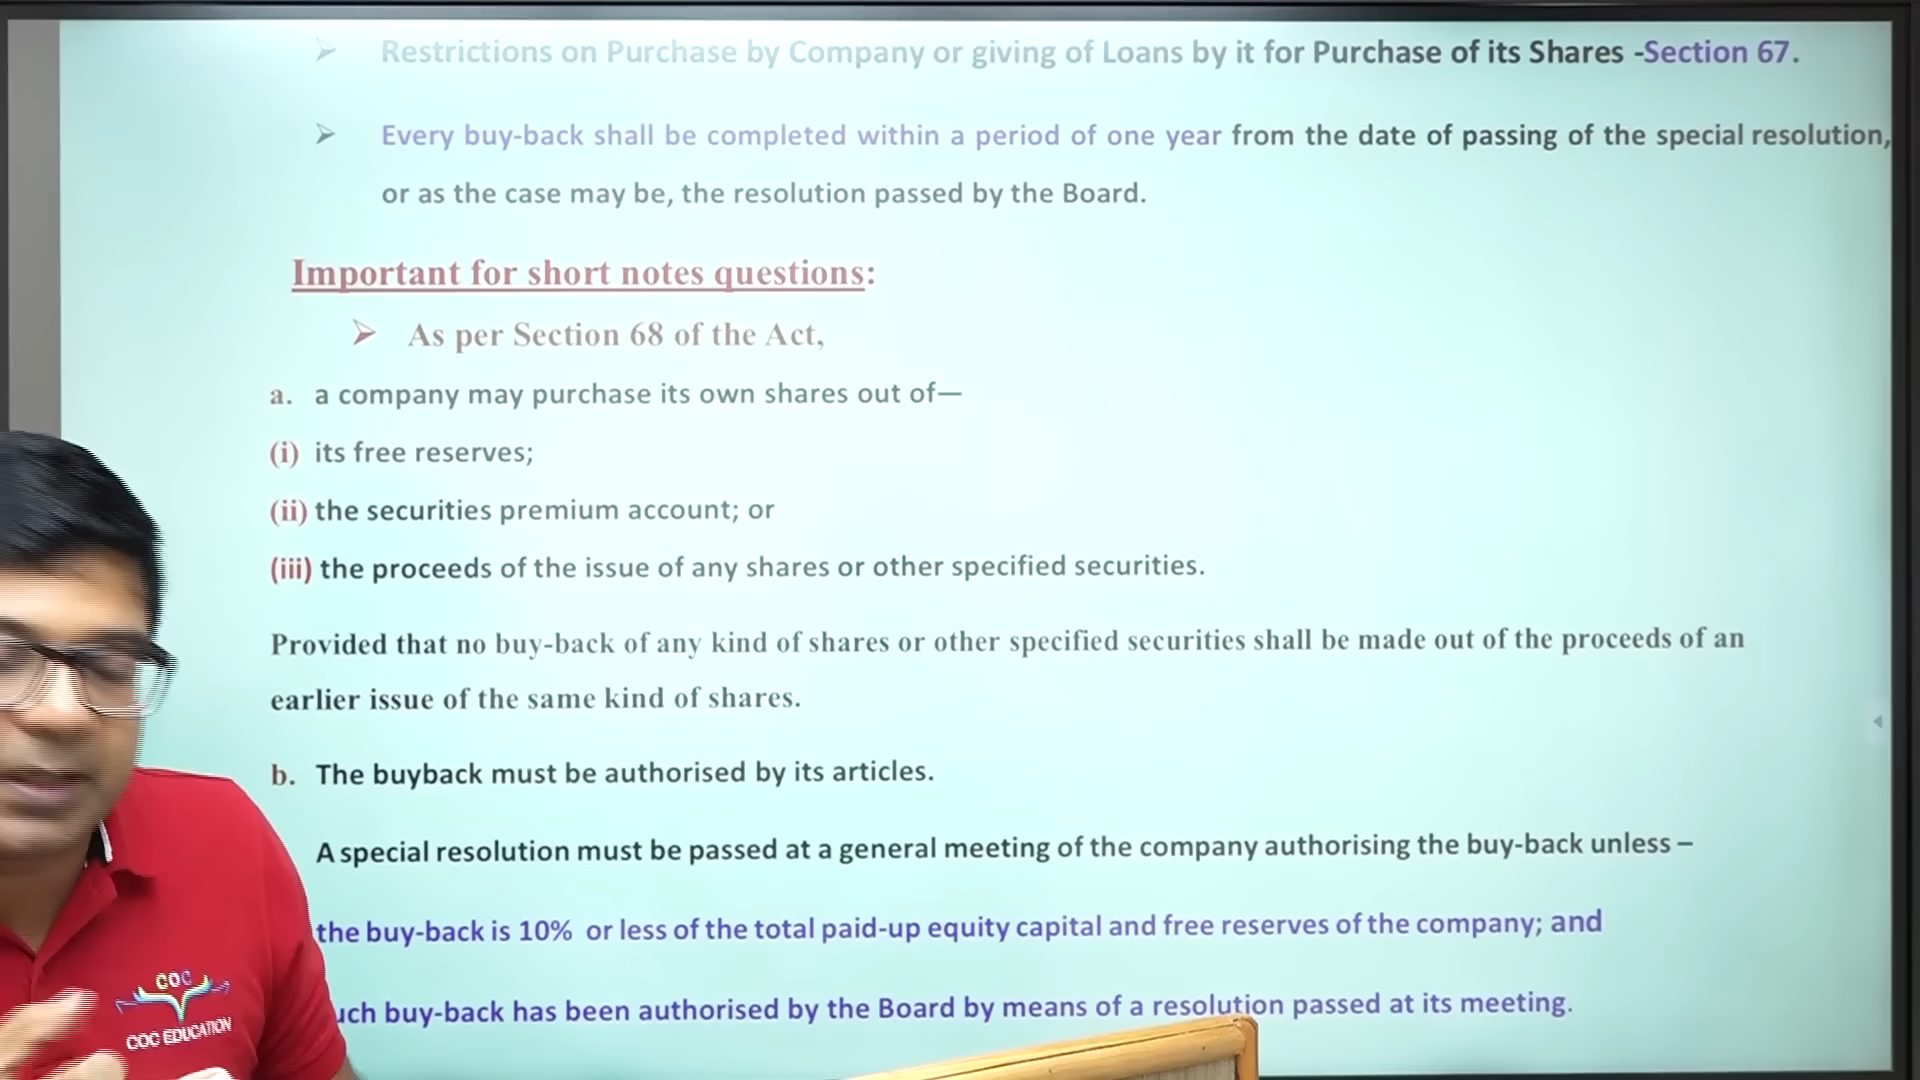 ➢ Restrictions on Purchase by Company or giving of Loans by it for Purchase of its Shares -Section 67.
➢ Every buy-back shall be completed within a period of one year from the date of passing of the special resolution,
or as the case may be, the resolution passed by the Board.
Important for short notes questions:
➢ As per Section 68 of the Act,
a. a company may purchase its own shares out of—
(i) its free reserves;
(ii) the securities premium account; or
(iii) the proceeds of the issue of any shares or other specified securities.
Provided that no buy-back of any kind of shares or other specified securities shall be made out of the proceeds of an
earlier issue of the same kind of shares.
b. The buyback must be authorised by its articles.
A special resolution must be passed at a general meeting of the company authorising the buy-back unless –
the buy-back is 10% or less of the total paid-up equity capital and free reserves of the company; and
buy-back has been authorised by the Board by means of a resolution passed at its meeting.
COC
COC EDUCATION